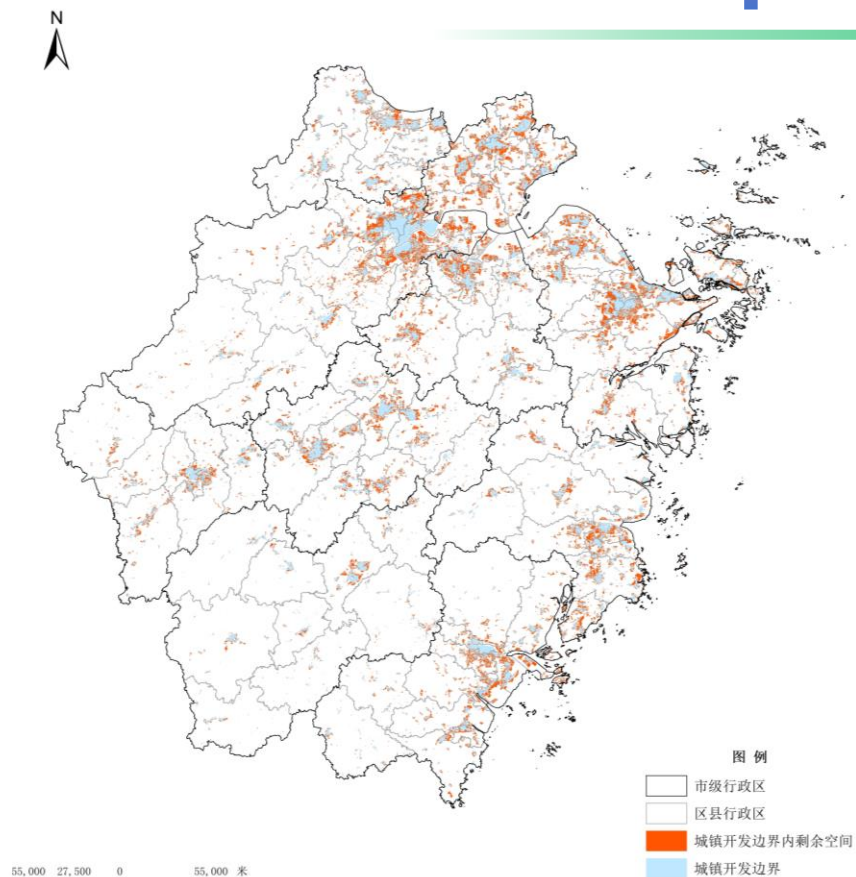 N
图 例
市级行政区
区县行政区
城镇开发边界内剩余空间
城镇开发边界
55,000 27,500 0 55,000 米